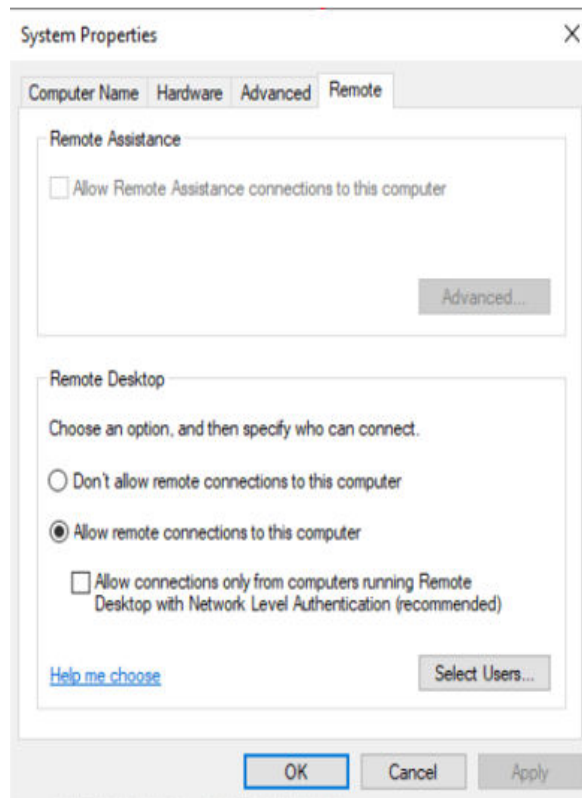 System Properties
Computer Name Hardware Advanced Remote
Remote Assistance
Allow Remote Assistance connections to this computer
Advanced...
Remote Desktop
Choose an option, and then specify who can connect.
Don't allow remote connections to this computer
Allow remote connections to this computer
Allow connections only from computers running Remote
Desktop with Network Level Authentication (recommended)
Help me choose Select Users...
OK Cancel Apply